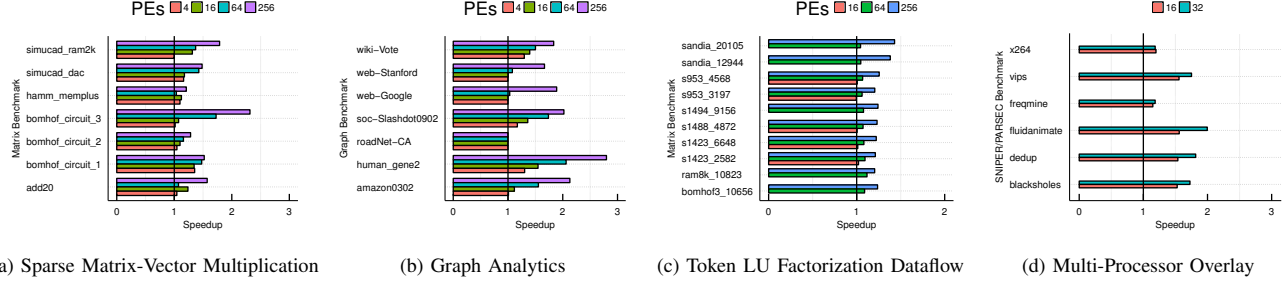 PEs 4 16 64 256
simucad_ram2k
simucad_dac
hamm_memplus
bomhof_circuit_3
bomhof_circuit_2
bomhof_circuit_1
add20
Matrix Benchmark
0 1 2 3
Speedup
a) Sparse Matrix-Vector Multiplication
PEs 4 16 64 256
wiki−Vote
web−Stanford
web−Google
soc−Slashdot0902
roadNet−CA
human_gene2
amazon0302
Graph Benchmark
0 1 2 3
Speedup
(b) Graph Analytics
PEs 16 64 256
sandia_20105
sandia_12944
s953_4568
s953_3197
s1494_9156
s1488_4872
s1423_6648
s1423_2582
ram8k_10823
bomhof3_10656
Matrix Benchmark
0 1 2
Speedup
(c) Token LU Factorization Dataflow
16 32
x264
vips
freqmine
fluidanimate
dedup
blacksholes
SNIPER/PARSEC Benchmark
0 1 2 3
Speedup
(d) Multi-Processor Overlay